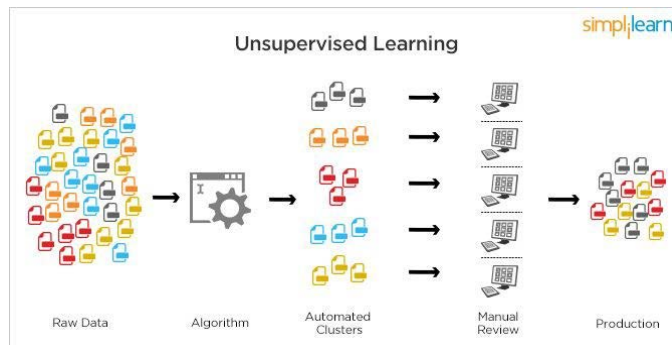 simplilearn
Unsupervised Learning
Raw Data
Algorithm
Automated
Clusters
Manual
Review
Production